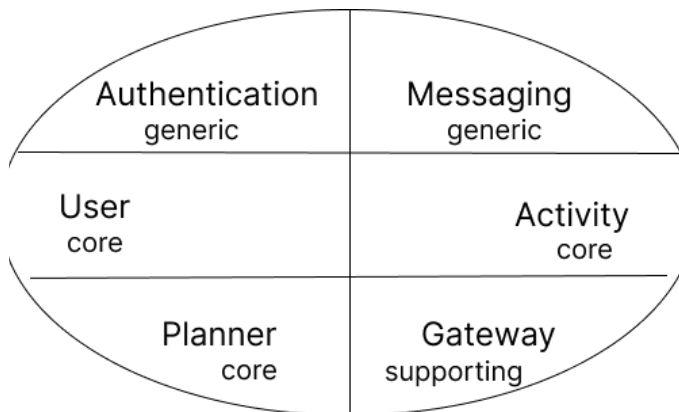 Authentication
generic
Messaging
generic
User
core
Activity
core
Planner
core
Gateway
supporting